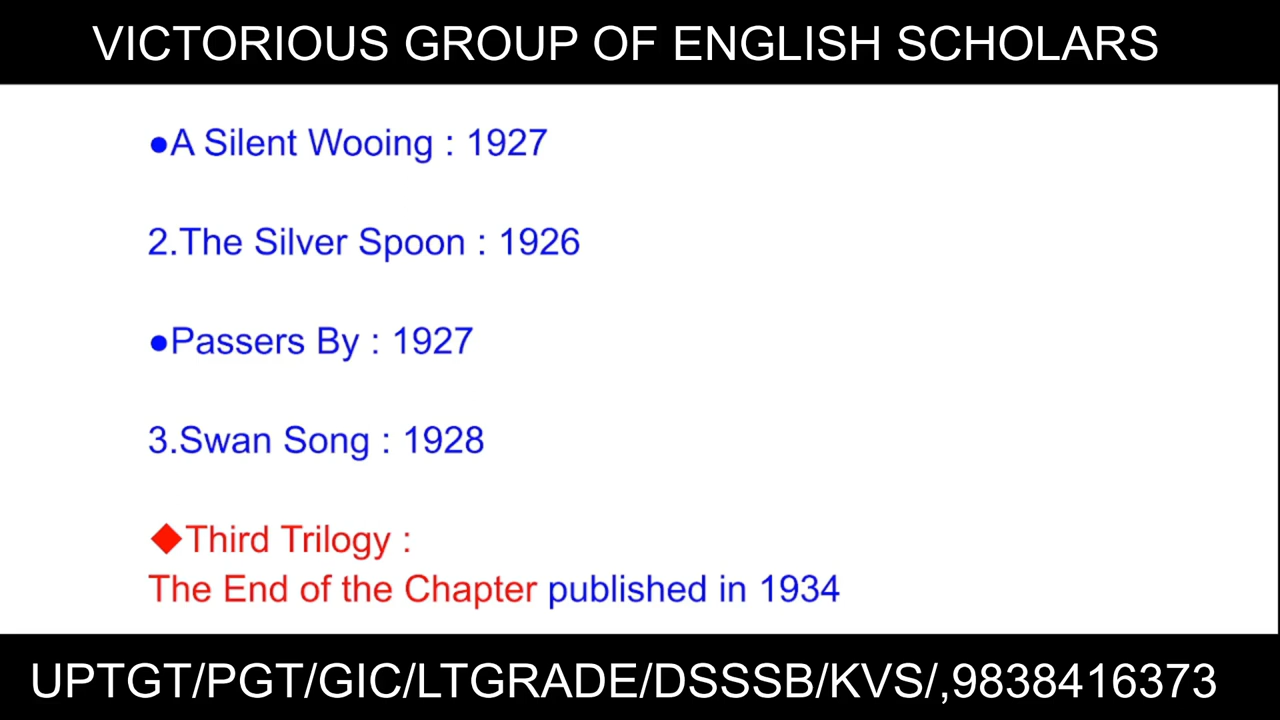 VICTORIOUS GROUP OF ENGLISH SCHOLARS
●A Silent Wooing : 1927
2.The Silver Spoon : 1926
●Passers By : 1927
3.Swan Song : 1928
◆Third Trilogy :
The End of the Chapter published in 1934
UPTGT/PGT/GIC/LTGRADE/DSSSB/KVS/,9838416373